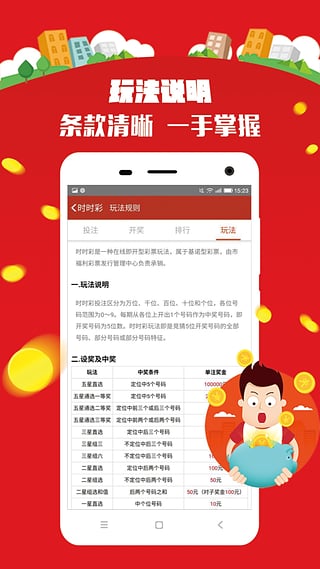 玩法说明
条款清晰 一手掌握
15:23
时时彩 玩法规则
投注 开奖 排行 玩法
时时彩是一种在线即开型彩票玩法，属于基诺型彩票，由市
福利彩票发行管理中心负责承销。
一.玩法说明
时时彩投注区分为万位、千位、百位、十位和个位，各位号
码范围为0～9。每期从各位上开出1个号码作为中奖号码，即
开奖号码为5位数。时时彩玩法即是竞猜5位开奖号码的全部
号码、部分号码或部分号码特征。
二.设奖及中奖
玩法 中奖条件 单注奖金
五星直选 定位中5个号码 100000元
五星通选一等奖 定位中5个号码
五星通选二等奖 定位中前三个或后三个号码
五星通选三等奖 定位中前两个或后两个号码
三星直选 定位中后三个号码
三星组三 不定位中后三个号码
三星组六 不定位中后三个号码
二星直选 定位中后两个号码 100元
二星组选 不定位中后两个号码 50元
二星组选和值 后两个号码之和 50元（对子奖金100元）
一星直选 中个位号码 10元